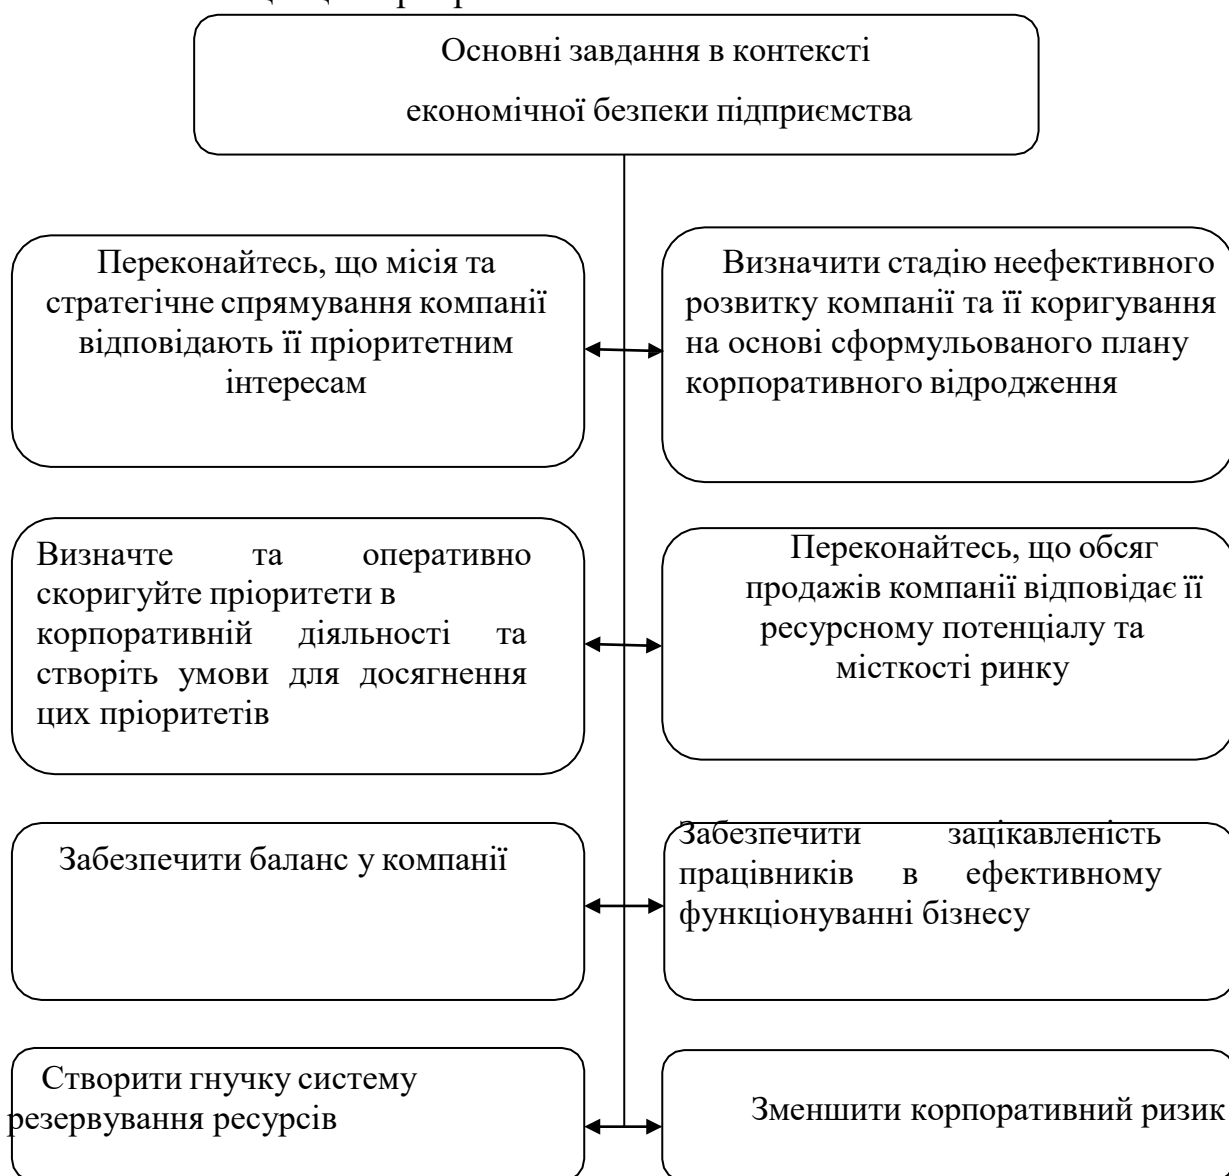 Основні завдання в контексті
економічної безпеки підприємства
Переконайтесь, що місія та
стратегічне спрямування компанії
відповідають її пріоритетним
інтересам
Визначити стадію неефективного
розвитку компанії та її коригування
на основі сформульованого плану
корпоративного відродження
Визначте та оперативно
скоригуйте пріоритети в
корпоративній діяльності та
створіть умови для досягнення
цих пріоритетів
Переконайтесь, що обсяг
продажів компанії відповідає її
ресурсному потенціалу та
місткості ринку
Забезпечити баланс у компанії
Забезпечити зацікавленість
працівників в ефективному
функціонуванні бізнесу
Створити гнучку систему
резервування ресурсів
Зменшити корпоративний ризик